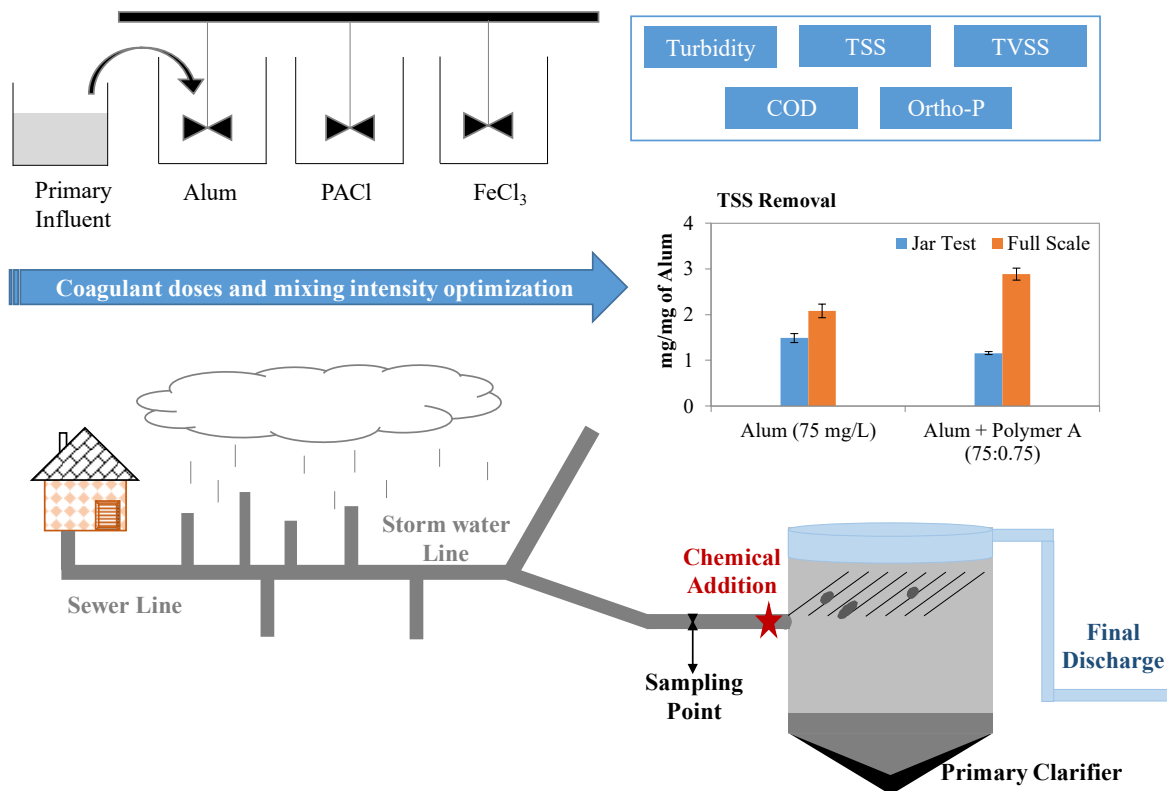 Primary
Influent
Alum
PACl
FeCl₃
Turbidity
TSS
TVSS
COD
Ortho-P
Coagulant doses and mixing intensity optimization
TSS Removal
mg/mg of Alum
4
3
2
1
0
Jar Test
Full Scale
Alum (75 mg/L)
Alum + Polymer A
(75:0.75)
Storm water
Line
Sewer Line
Chemical
Addition
Sampling
Point
Final
Discharge
Primary Clarifier